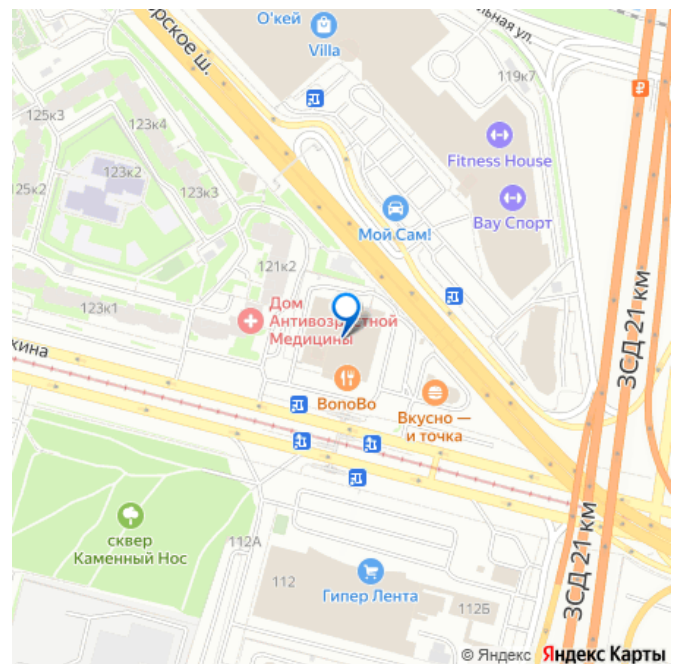 О'кей
Villa
орское ш.
льная ул.
119к7
125к3
123к4
Fitness House
123к2
125к2
123к3
Вау Спорт
Мой Сам!
121к2
123к1
Дом
Антивозрастной
Медицины
ЗСД 21 км
кина
BonoBo
Вкусно —
и точка
сквер
Каменный Нос
112А
112
Гипер Лента
112Б
ЗСД 21 км
© Яндекс Яндекс Карты